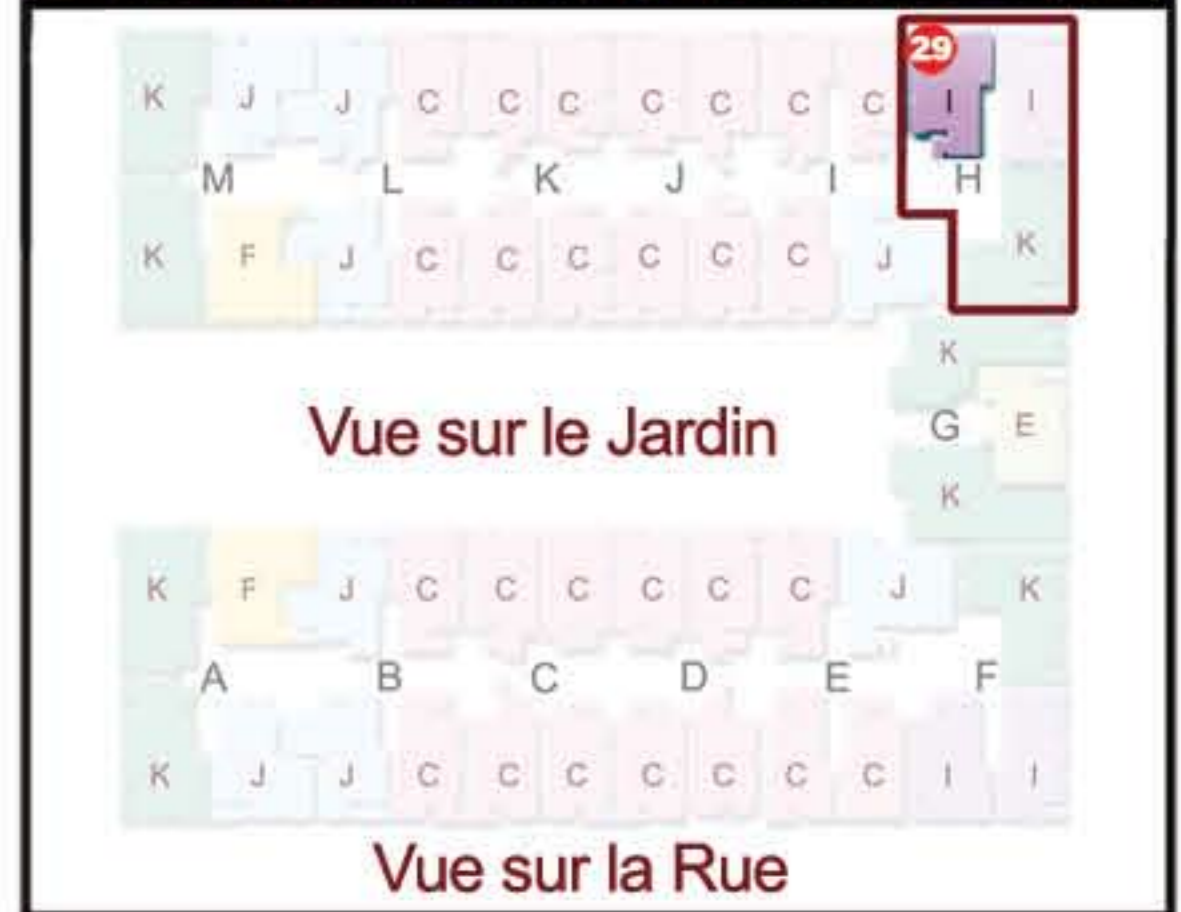 29
K J J C C C C C C C I I
M L K J I H
K F J C C C C C C J K
K
Vue sur le Jardin
G E
K
K F J C C C C C C J K
A B C D E F
K J J C C C C C C C I I
Vue sur la Rue